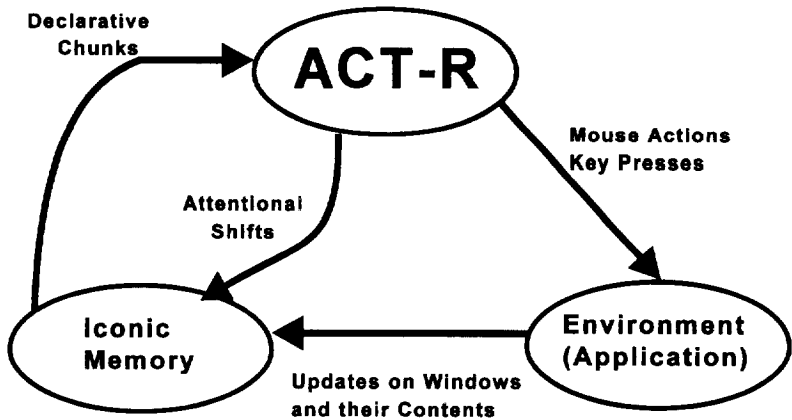 Declarative
Chunks
ACT-R
Mouse Actions
Key Presses
Attentional
Shifts
Iconic
Memory
Environment
(Application)
Updates on Windows
and their Contents